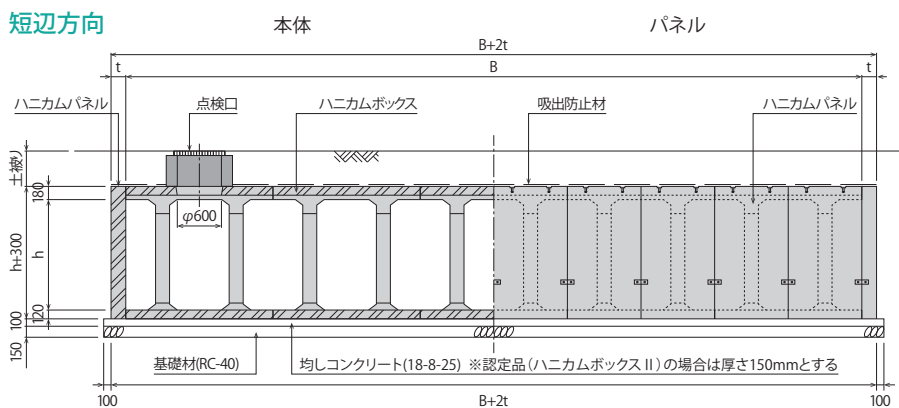 短辺方向
本体
パネル
B+2t
t
B
t
ハニカムパネル
点検口
ハニカムボックス
吸出防止材
ハニカムパネル
土被り
180
φ600
h+300
h
120
100
150
基礎材(RC-40)
均しコンクリート(18-8-25) ※認定品(ハニカムボックスⅡ)の場合は厚さ150mmとする
100
B+2t
100